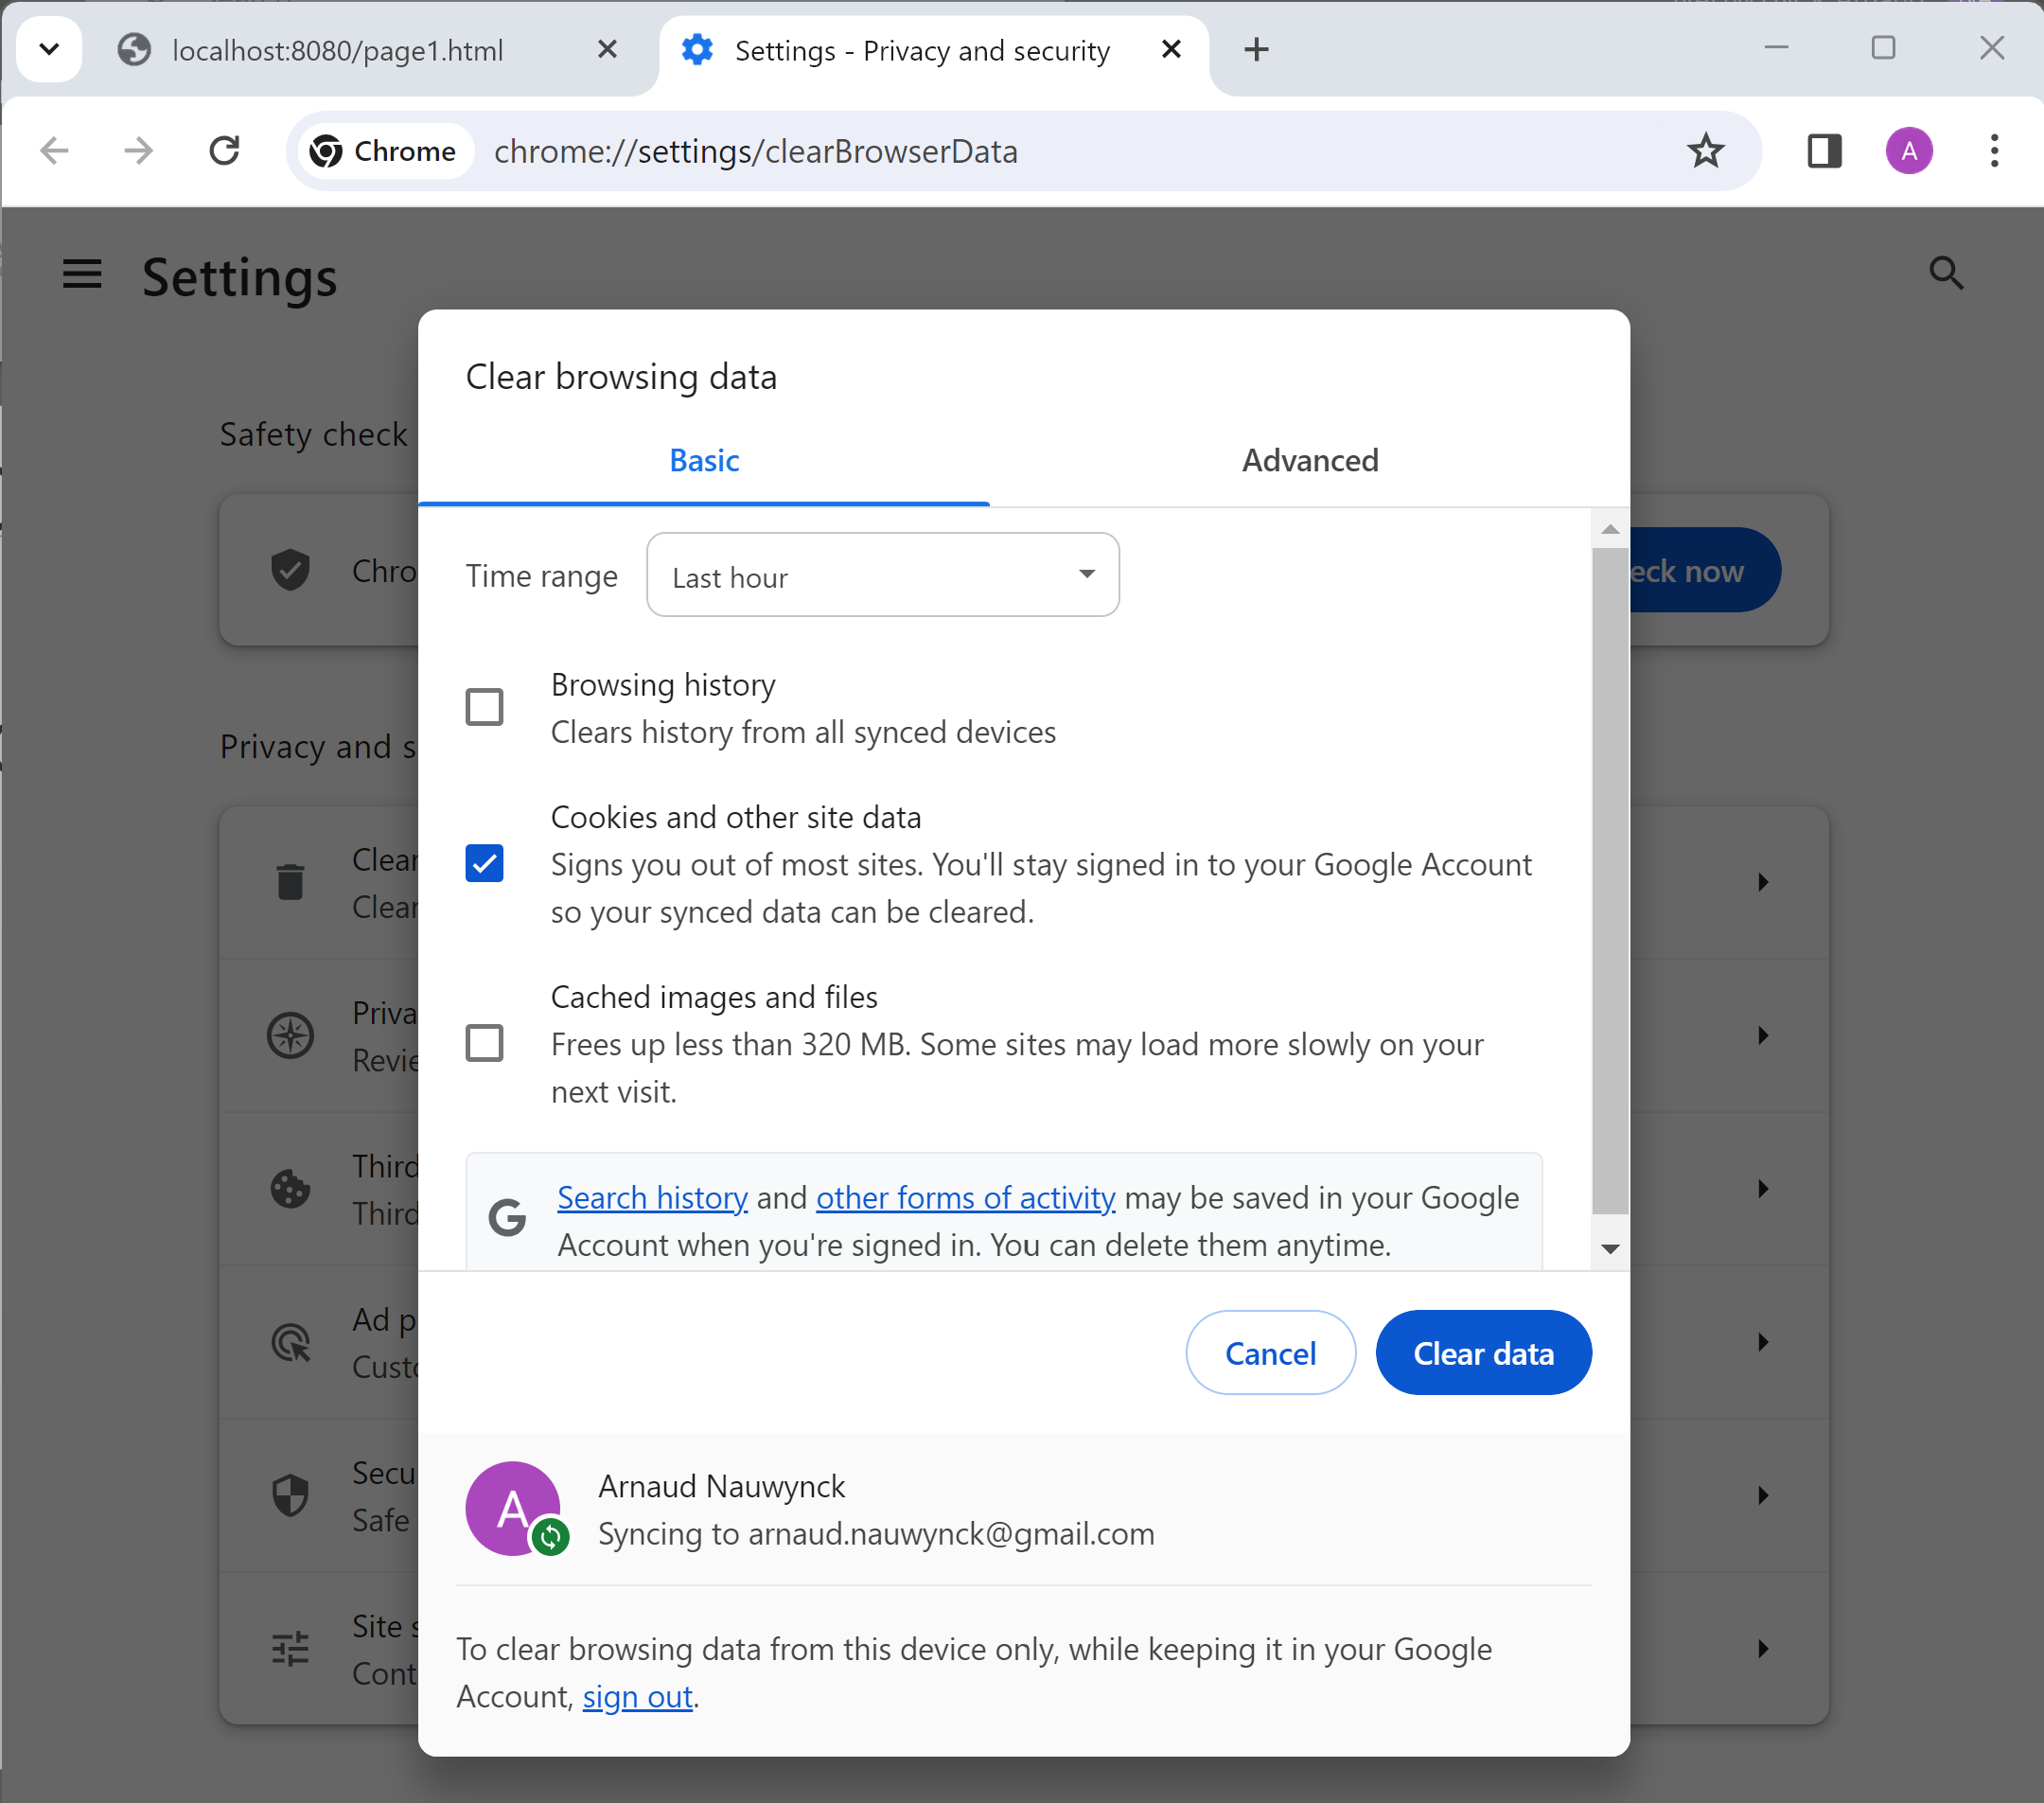 localhost:8080/page1.html
Settings - Privacy and security
Chrome
chrome://settings/clearBrowserData
A
Settings
Safety check
Chro
eck now
Privacy and s
Clear
Clear
Priva
Revie
Third
Third
Ad p
Custo
Secu
Safe
Site s
Cont
Clear browsing data
Basic
Advanced
Time range
Last hour
Browsing history
Clears history from all synced devices
Cookies and other site data
Signs you out of most sites. You'll stay signed in to your Google Account
so your synced data can be cleared.
Cached images and files
Frees up less than 320 MB. Some sites may load more slowly on your
next visit.
G
Search history and other forms of activity may be saved in your Google
Account when you're signed in. You can delete them anytime.
Cancel
Clear data
A
Arnaud Nauwynck
Syncing to arnaud.nauwynck@gmail.com
To clear browsing data from this device only, while keeping it in your Google
Account, sign out.